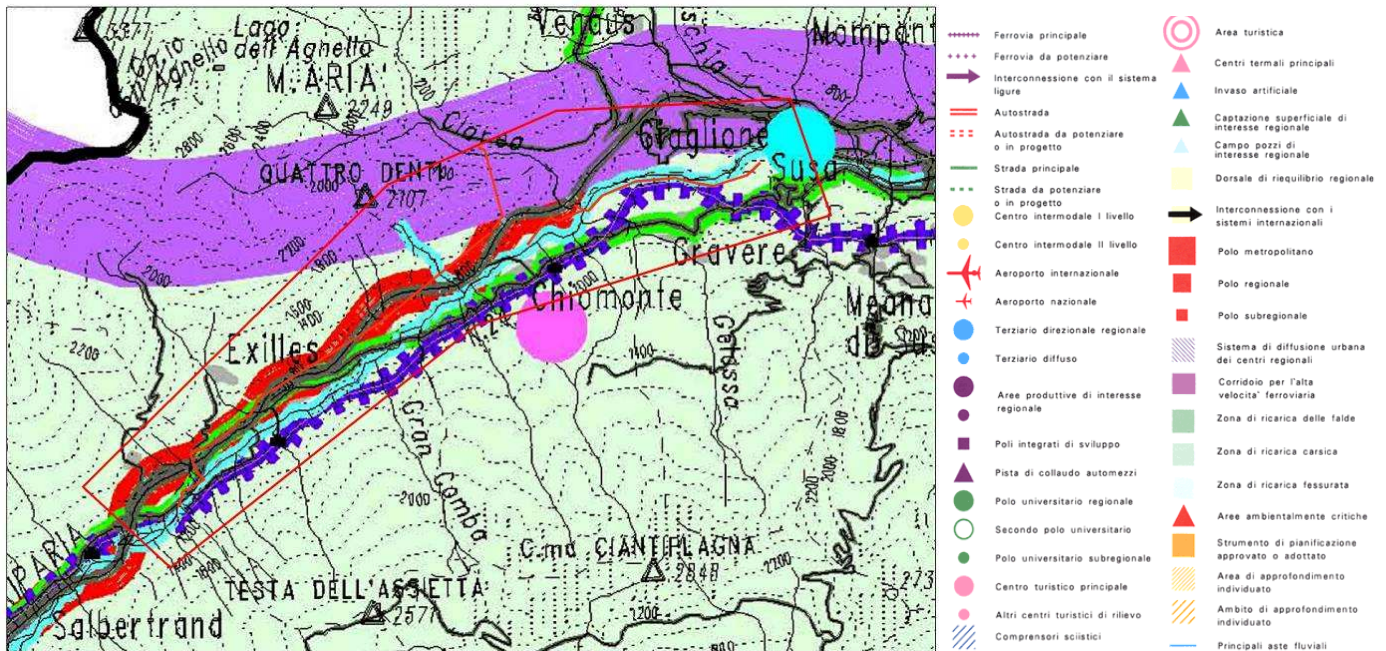 Lago
dell'Agnello
M. ARIA'
2249
Clarea
Venaus
Giaglione
Susa
QUATTRO DENTI
2107
Gravere
Chiomonte
Meana
Exilles
Gran Comba
C.ma CIANTIPLAGNA
2848
TESTA DELL'ASSIETTA
2577
Salbertrand
Ferrovia principale
Ferrovia da potenziare
Interconnessione con il sistema
ligure
Autostrada
Autostrada da potenziare
o in progetto
Strada principale
Strada da potenziare
o in progetto
Centro intermodale I livello
Centro intermodale II livello
Aeroporto internazionale
Aeroporto nazionale
Terziario direzionale regionale
Terziario diffuso
Aree produttive di interesse
regionale
Poli integrati di sviluppo
Pista di collaudo automezzi
Polo universitario regionale
Secondo polo universitario
Polo universitario subregionale
Centro turistico principale
Altri centri turistici di rilievo
Comprensori sciistici
Area turistica
Centri termali principali
Invaso artificiale
Captazione superficiale di
interesse regionale
Campo pozzi di
interesse regionale
Dorsale di riequilibrio regionale
Interconnessione con i
sistemi internazionali
Polo metropolitano
Polo regionale
Polo subregionale
Sistema di diffusione urbana
dei centri regionali
Corridoio per l'alta
velocita' ferroviaria
Zona di ricarica delle falde
Zona di ricarica carsica
Zona di ricarica fessurata
Aree ambientalmente critiche
Strumento di pianificazione
approvato o adottato
Area di approfondimento
individuato
Ambito di approfondimento
individuato
Principali aste fluviali